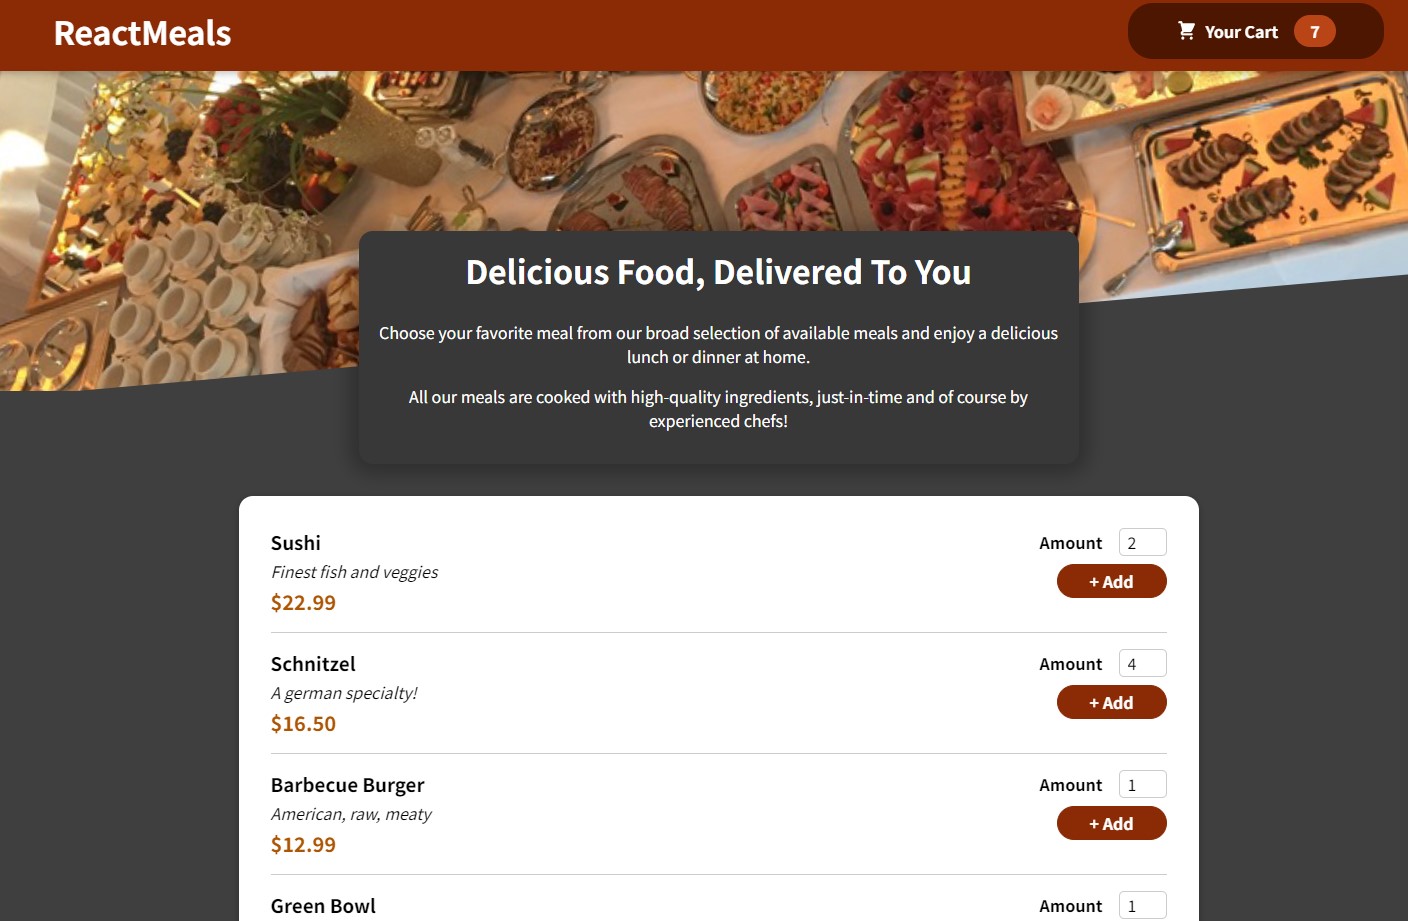 ReactMeals
Your Cart 7
Delicious Food, Delivered To You
Choose your favorite meal from our broad selection of available meals and enjoy a delicious
lunch or dinner at home.
All our meals are cooked with high-quality ingredients, just-in-time and of course by
experienced chefs!
Sushi
Finest fish and veggies
$22.99
Amount 2
+ Add
Schnitzel
A german specialty!
$16.50
Amount 4
+ Add
Barbecue Burger
American, raw, meaty
$12.99
Amount 1
+ Add
Green Bowl
Amount 1